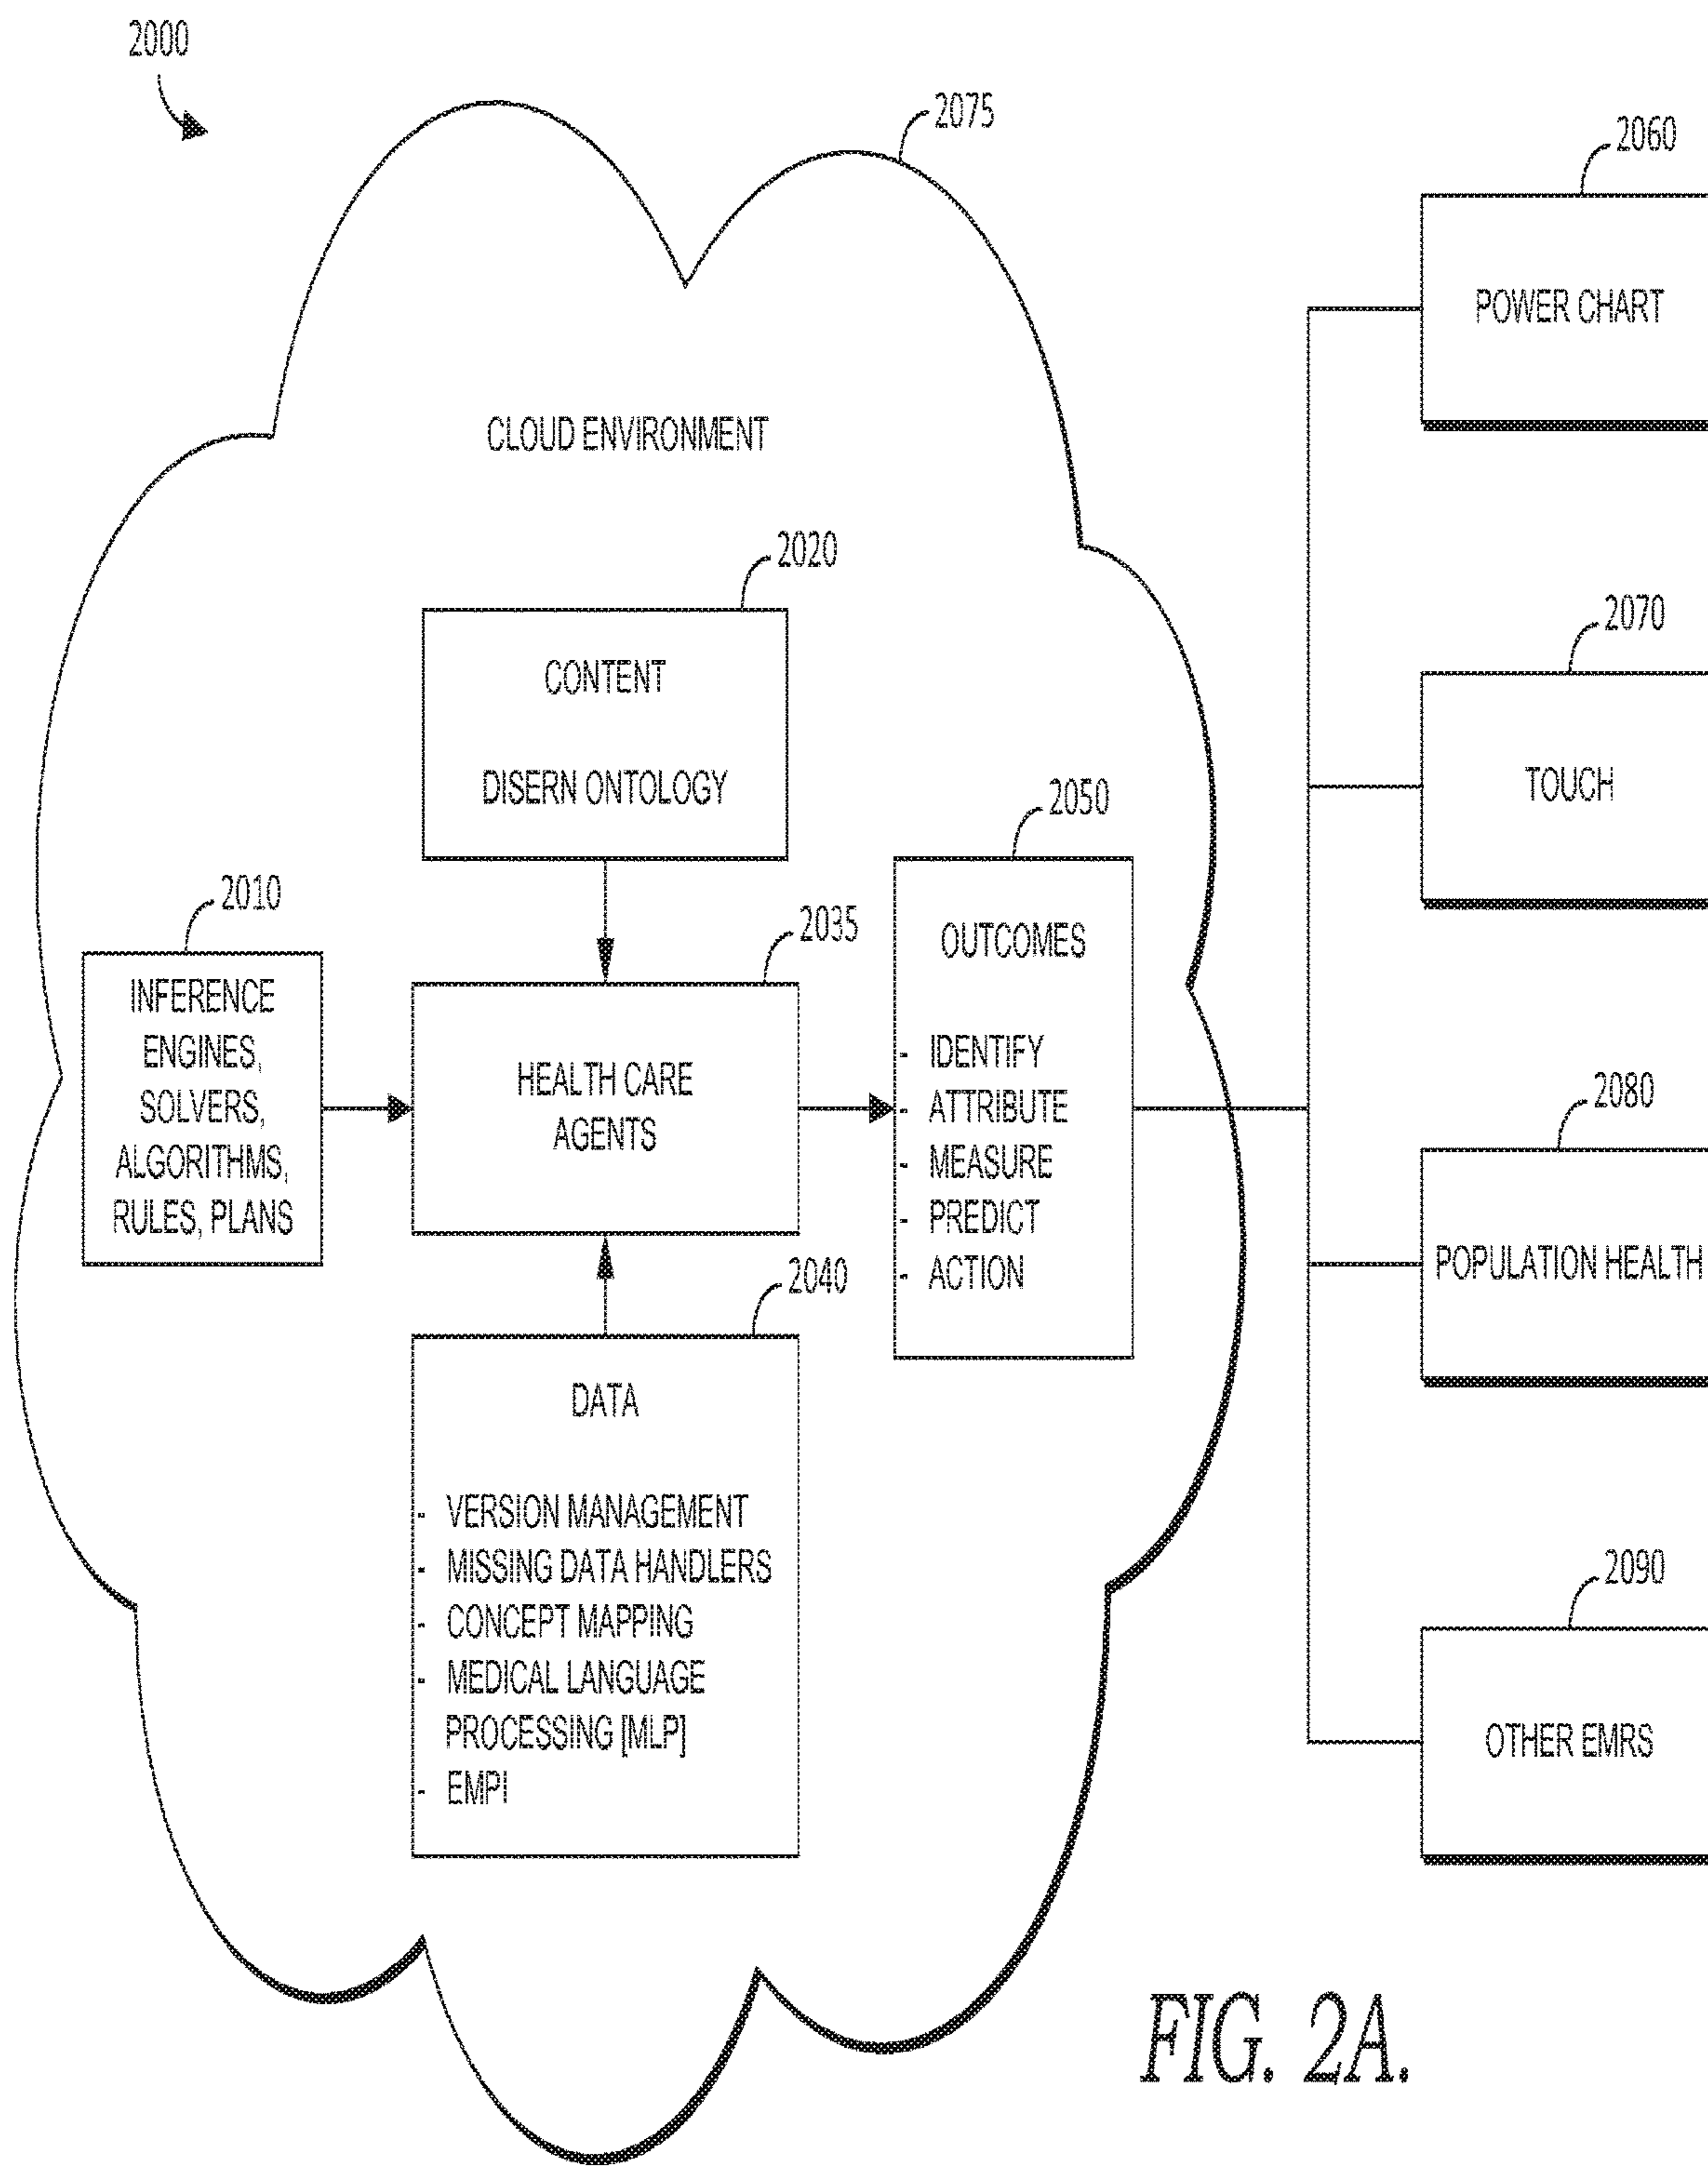 2000
2075
2060
POWER CHART
CLOUD ENVIRONMENT
2020
CONTENT
DISERN ONTOLOGY
2070
TOUCH
2050
OUTCOMES
- IDENTIFY
- ATTRIBUTE
- MEASURE
- PREDICT
- ACTION
2010
INFERENCE
ENGINES,
SOLVERS,
ALGORITHMS,
RULES, PLANS
2035
HEALTH CARE
AGENTS
2080
POPULATION HEALTH
2040
DATA
- VERSION MANAGEMENT
- MISSING DATA HANDLERS
- CONCEPT MAPPING
- MEDICAL LANGUAGE
PROCESSING [MLP]
- EMPI
2090
OTHER EMRS
FIG. 2A.